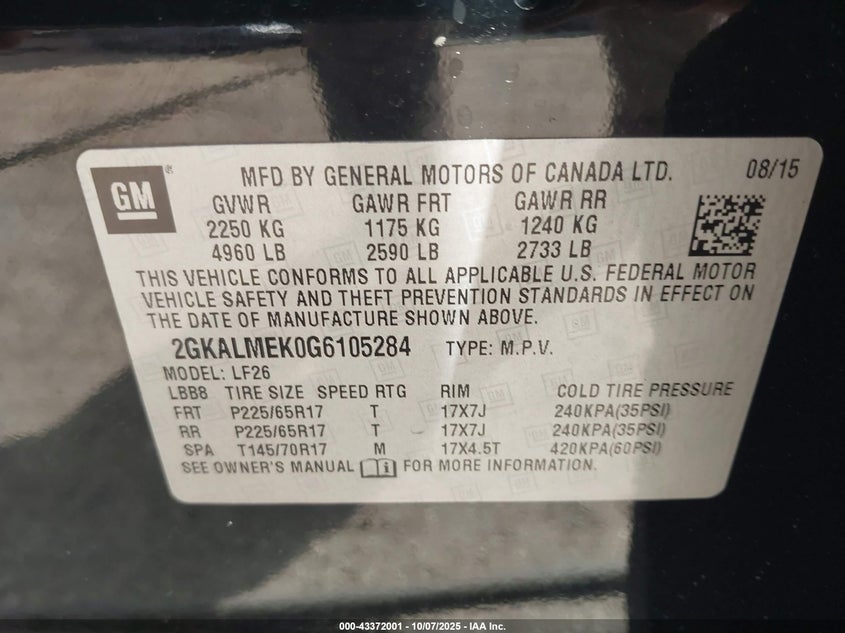 GM®
MFD BY GENERAL MOTORS OF CANADA LTD. 08/15
GVWR GAWR FRT GAWR RR
2250 KG 1175 KG 1240 KG
4960 LB 2590 LB 2733 LB
THIS VEHICLE CONFORMS TO ALL APPLICABLE U.S. FEDERAL MOTOR
VEHICLE SAFETY AND THEFT PREVENTION STANDARDS IN EFFECT ON
THE DATE OF MANUFACTURE SHOWN ABOVE.
2GKALMEK0G6105284 TYPE: M.P.V.
MODEL: LF26
LBB8 TIRE SIZE SPEED RTG RIM COLD TIRE PRESSURE
FRT P225/65R17 T 17X7J 240KPA(35PSI)
RR P225/65R17 T 17X7J 240KPA(35PSI)
SPA T145/70R17 M 17X4.5T 420KPA(60PSI)
SEE OWNER'S MANUAL FOR MORE INFORMATION.
000-43372001 - 10/07/2025 - IAA Inc.